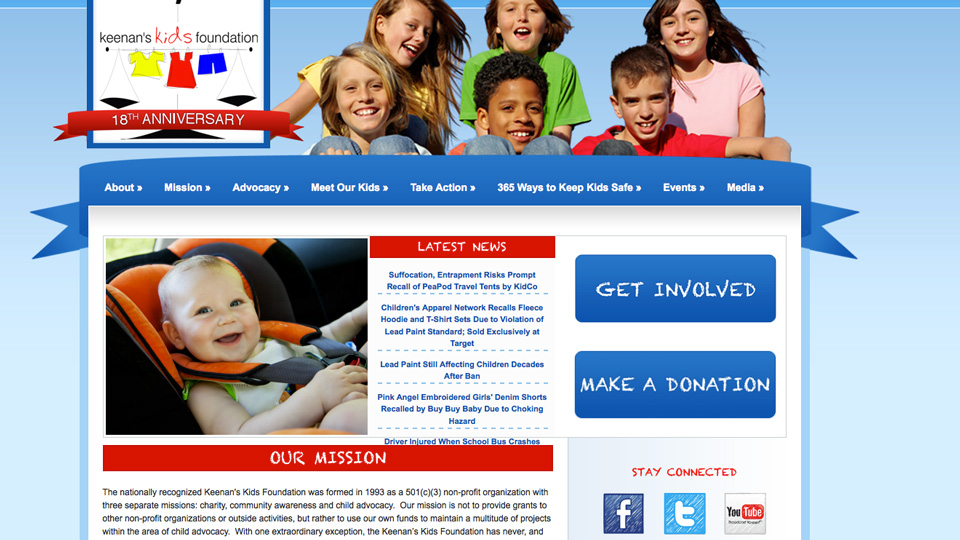 keenan's kids foundation
18TH ANNIVERSARY
About »
Mission »
Advocacy »
Meet Our Kids »
Take Action »
365 Ways to Keep Kids Safe »
Events »
Media »
LATEST NEWS
Suffocation, Entrapment Risks Prompt
Recall of PeaPod Travel Tents by KidCo
Children's Apparel Network Recalls Fleece
Hoodie and T-Shirt Sets Due to Violation of
Lead Paint Standard; Sold Exclusively at
Target
Lead Paint Still Affecting Children Decades
After Ban
Pink Angel Embroidered Girls' Denim Shorts
Recalled by Buy Buy Baby Due to Choking
Hazard
Driver Injured When School Bus Crashes
GET INVOLVED
MAKE A DONATION
OUR MISSION
The nationally recognized Keenan's Kids Foundation was formed in 1993 as a 501(c)(3) non-profit organization with
three separate missions: charity, community awareness and child advocacy. Our mission is not to provide grants to
other non-profit organizations or outside activities, but rather to use our own funds to maintain a multitude of projects
within the area of child advocacy. With one extraordinary exception, the Keenan's Kids Foundation has never, and
STAY CONNECTED
f
t
You Tube